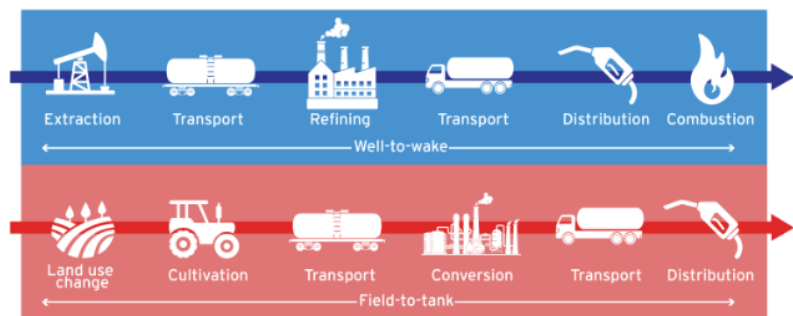 Extraction Transport Refining Transport Distribution Combustion
Well-to-wake
Land use
change
Cultivation Transport Conversion Transport Distribution
Field-to-tank